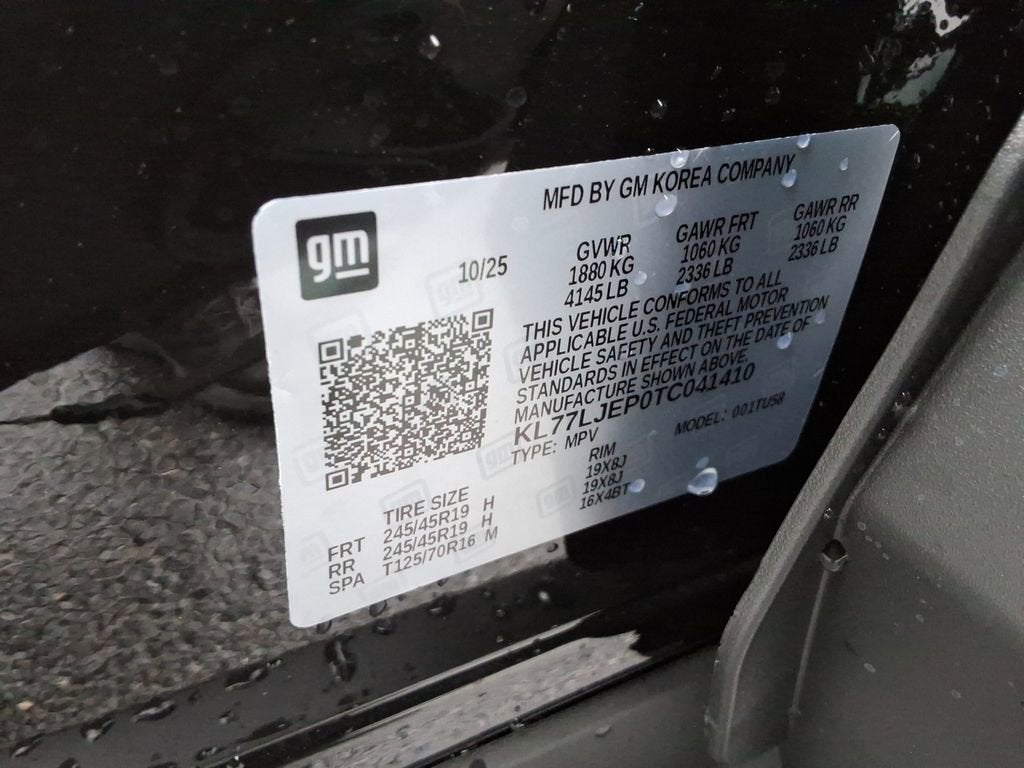 gm
MFD BY GM KOREA COMPANY
10/25
GVWR GAWR FRT GAWR RR
1880 KG 1060 KG 1060 KG
4145 LB 2336 LB 2336 LB
THIS VEHICLE CONFORMS TO ALL
APPLICABLE U.S. FEDERAL MOTOR
VEHICLE SAFETY AND THEFT PREVENTION
STANDARDS IN EFFECT ON THE DATE OF
MANUFACTURE SHOWN ABOVE.
KL77LJEP0TC041410
TYPE: MPV MODEL: 001TU58
TIRE SIZE RIM
FRT 245/45R19 H 19X8J
RR 245/45R19 H 19X8J
SPA T125/70R16 M 16X4BT